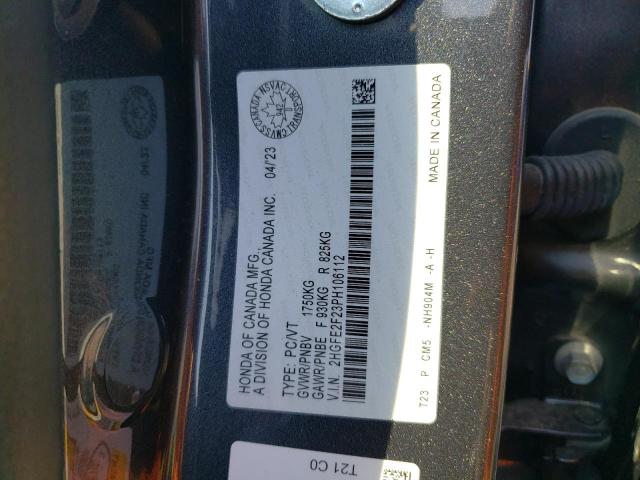 HONDA OF CANADA MFG.
A DIVISION OF HONDA CANADA INC. 04/'23
TYPE: PC/VT
GVWR/PNBV 1750KG
GAWR/PNBE F 930KG R 825KG
V.I.N. 2HGFE2F23PH106112
T23 P CM5 -NH904M -A -H MADE IN CANADA
T21 C0